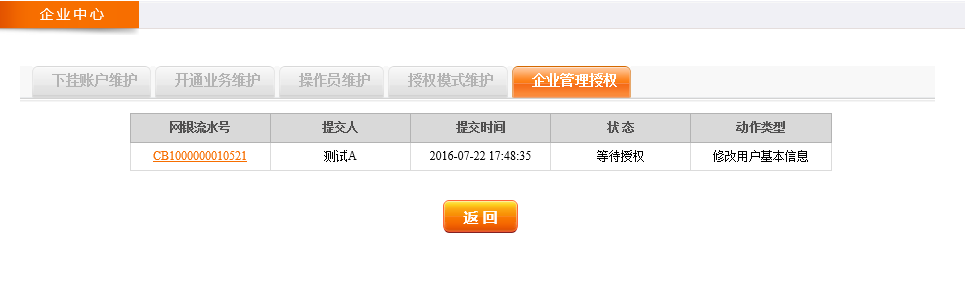 企业中心
下挂账户维护 开通业务维护 操作员维护 授权模式维护 企业管理授权
网银流水号 提交人 提交时间 状 态 动作类型
CB1000000010521 测试A 2016-07-22 17:48:35 等待授权 修改用户基本信息
返 回